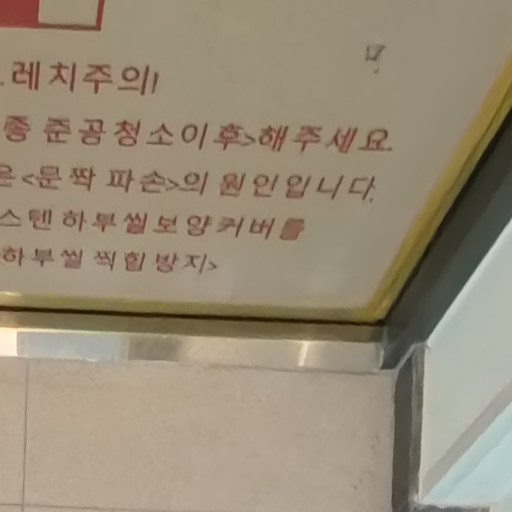 레치주의!
종 준공청소이후>해주세요.
은<문짝 파손>의 원인입니다.
스텐하부씰보양커버를
하부씰 찍힘 방지>